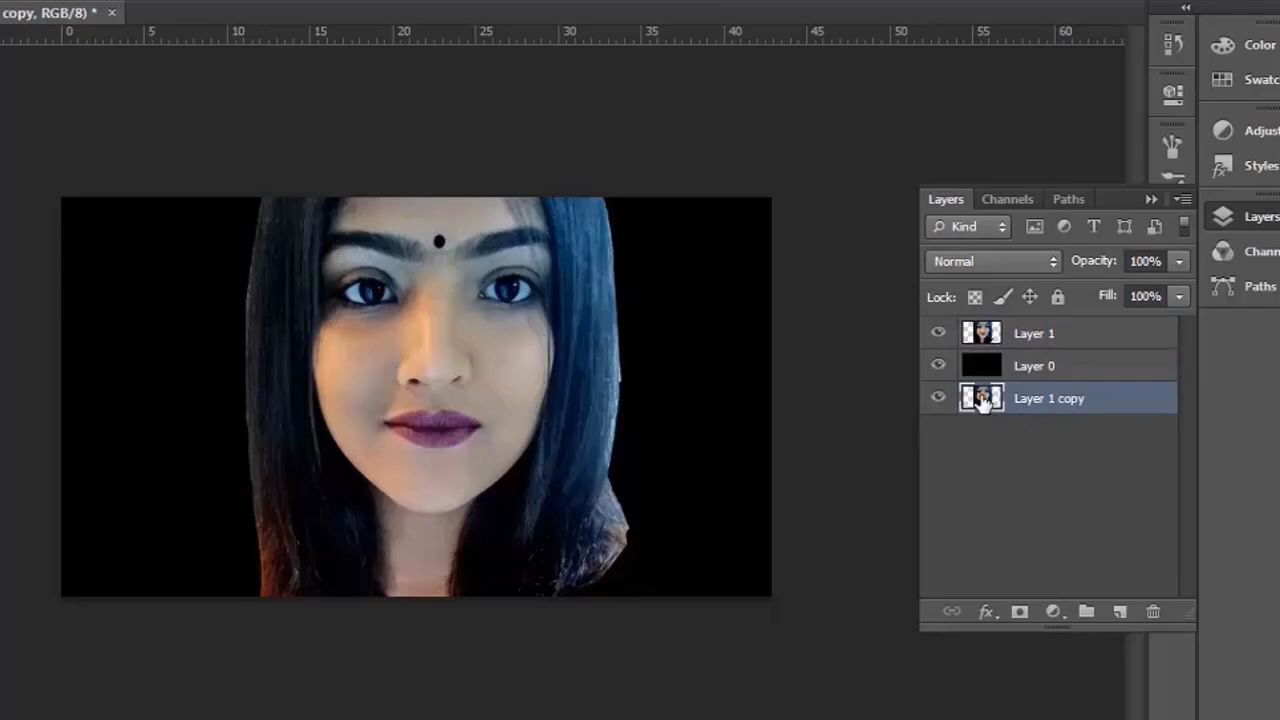 copy, RGB/8) * ×
0 5 10 15 20 25 30 35 40 45 50 55 60
Color
Swatc
Adjus
Styles
Layers
Chann
Paths
Layers Channels Paths
Kind T
Normal Opacity: 100%
Lock: Fill: 100%
Layer 1
Layer 0
Layer 1 copy
fx